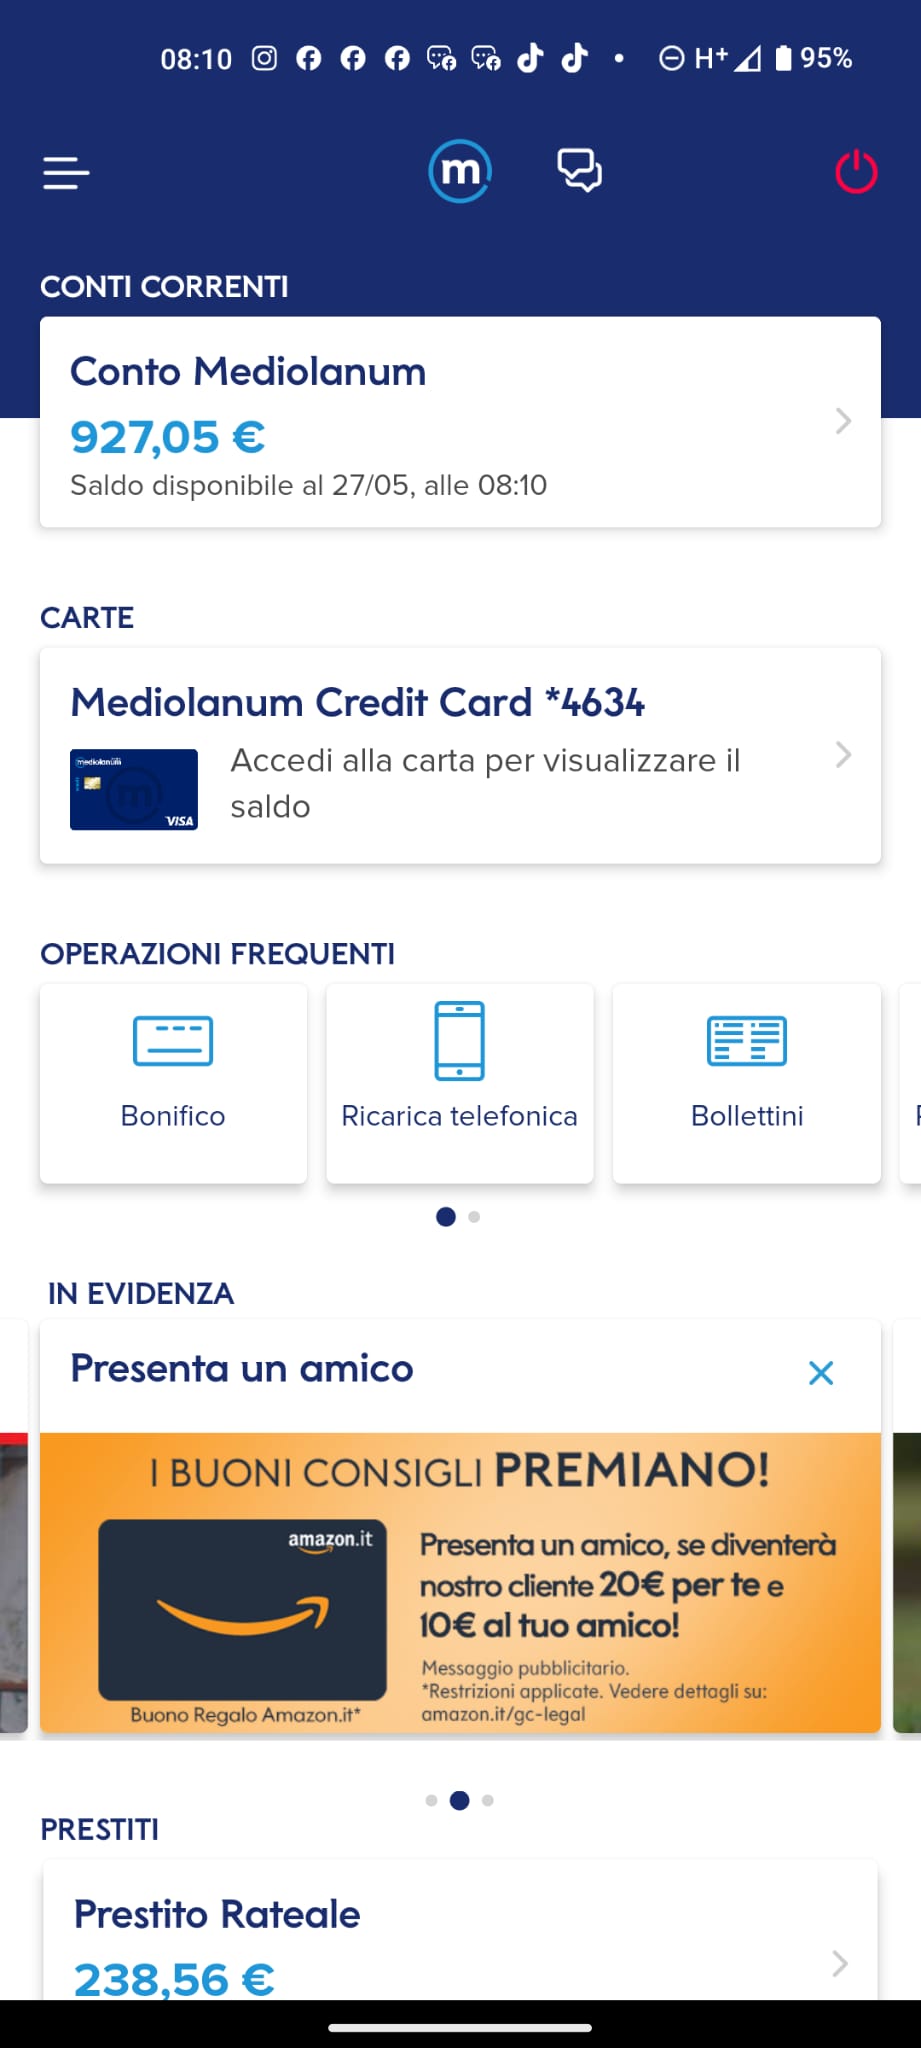 08:10 H+ 95%
m
CONTI CORRENTI
Conto Mediolanum
927,05 €
Saldo disponibile al 27/05, alle 08:10
CARTE
Mediolanum Credit Card *4634
mediolanum
m
VISA
Accedi alla carta per visualizzare il
saldo
OPERAZIONI FREQUENTI
Bonifico
Ricarica telefonica
Bollettini
IN EVIDENZA
Presenta un amico
I BUONI CONSIGLI PREMIANO!
amazon.it
Presenta un amico, se diventerà
nostro cliente 20€ per te e
10€ al tuo amico!
Messaggio pubblicitario.
*Restrizioni applicate. Vedere dettagli su:
amazon.it/gc-legal
Buono Regalo Amazon.it*
PRESTITI
Prestito Rateale
238,56 €